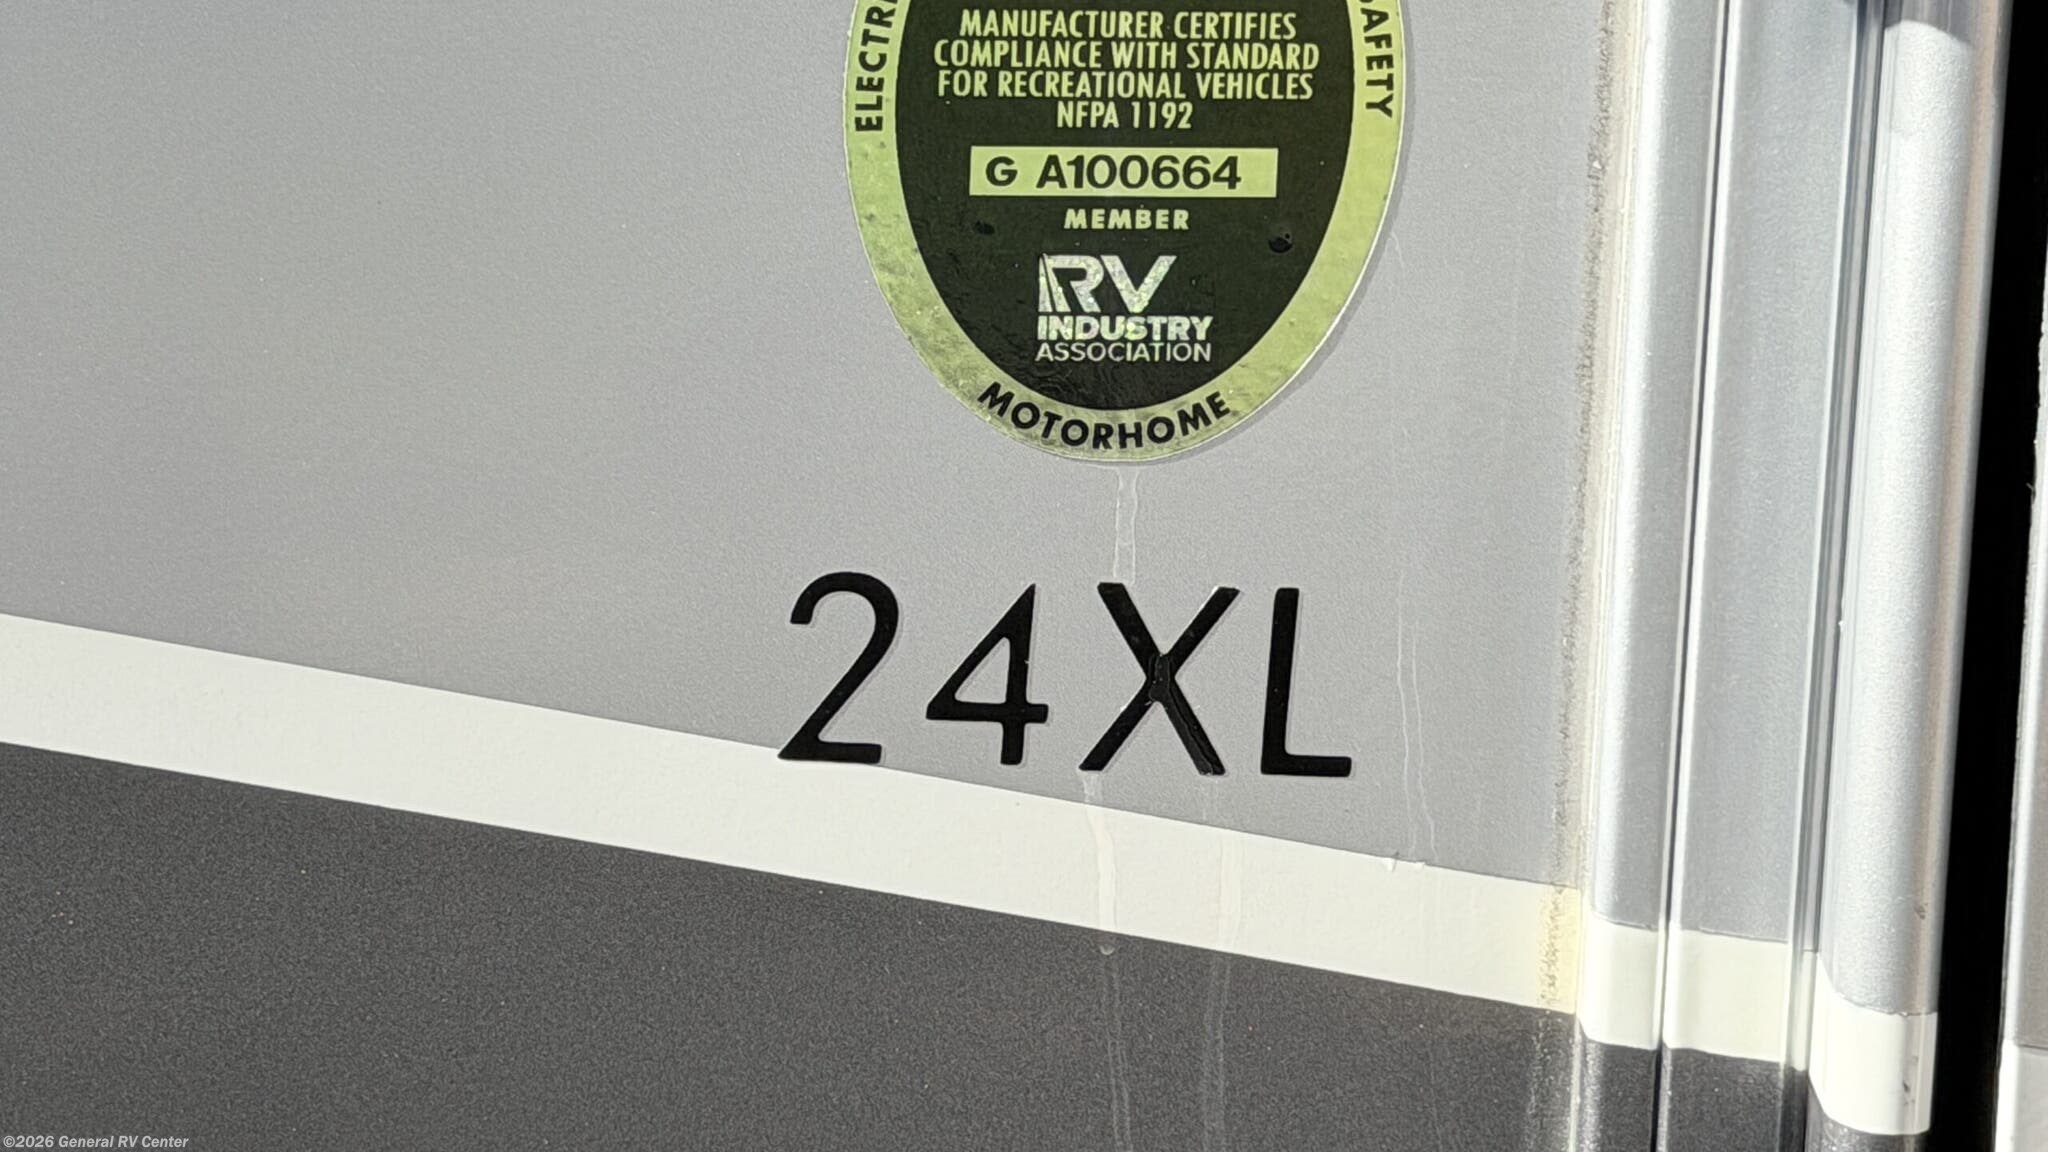 MANUFACTURER CERTIFIES
COMPLIANCE WITH STANDARD
FOR RECREATIONAL VEHICLES
NFPA 1192
G A100664
MEMBER
RV
INDUSTRY
ASSOCIATION
MOTORHOME
SAFETY
24XL
©2026 General RV Center